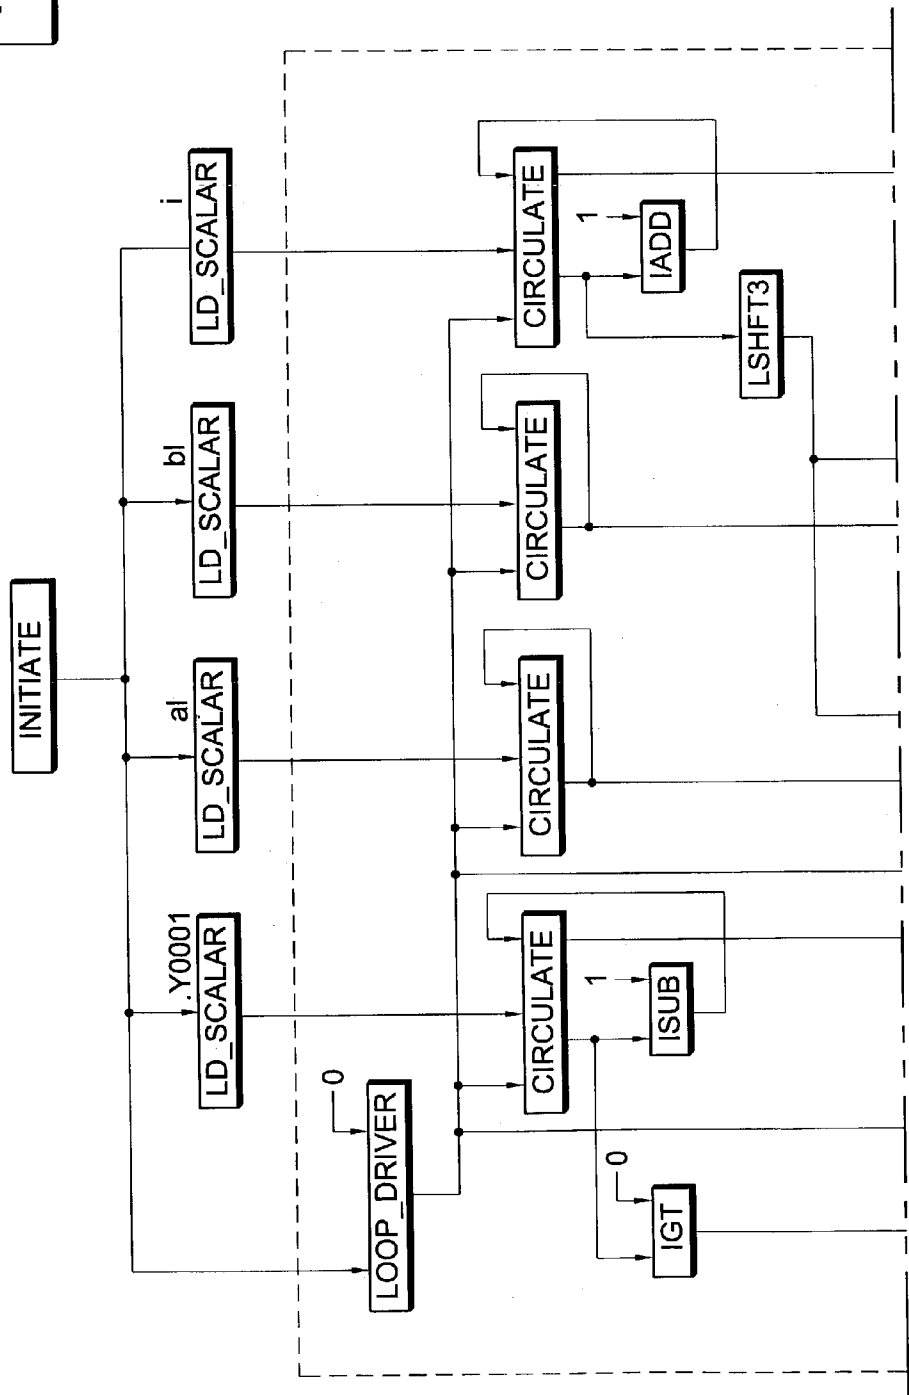 INITIATE
.Y0001
al
bl
i
LD_SCALAR
LD_SCALAR
LD_SCALAR
LD_SCALAR
0
LOOP_DRIVER
CIRCULATE
CIRCULATE
CIRCULATE
CIRCULATE
0
1
1
IGT
ISUB
IADD
LSHFT3